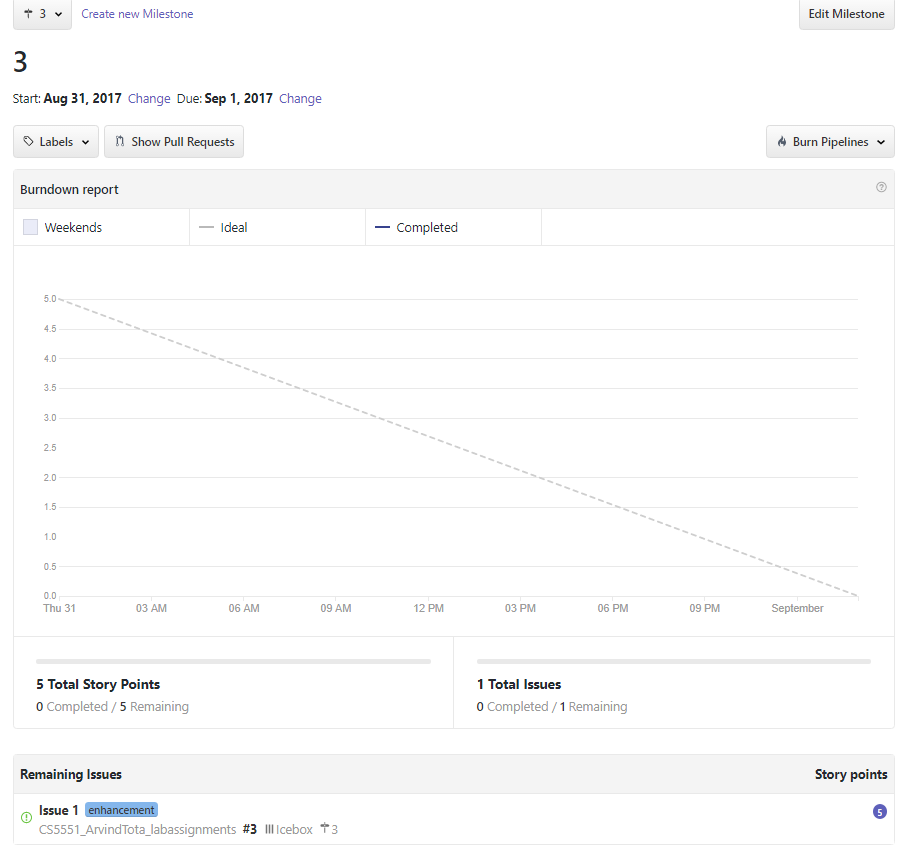 3 Create new Milestone Edit Milestone
3
Start: Aug 31, 2017 Change Due: Sep 1, 2017 Change
Labels Show Pull Requests Burn Pipelines
Burndown report
Weekends Ideal Completed
5.0
4.5
4.0
3.5
3.0
2.5
2.0
1.5
1.0
0.5
0.0
Thu 31 03 AM 06 AM 09 AM 12 PM 03 PM 06 PM 09 PM September
5 Total Story Points 1 Total Issues
0 Completed / 5 Remaining 0 Completed / 1 Remaining
Remaining Issues Story points
Issue 1 enhancement 5
CS5551_ArvindTota_labassignments #3 Icebox 3